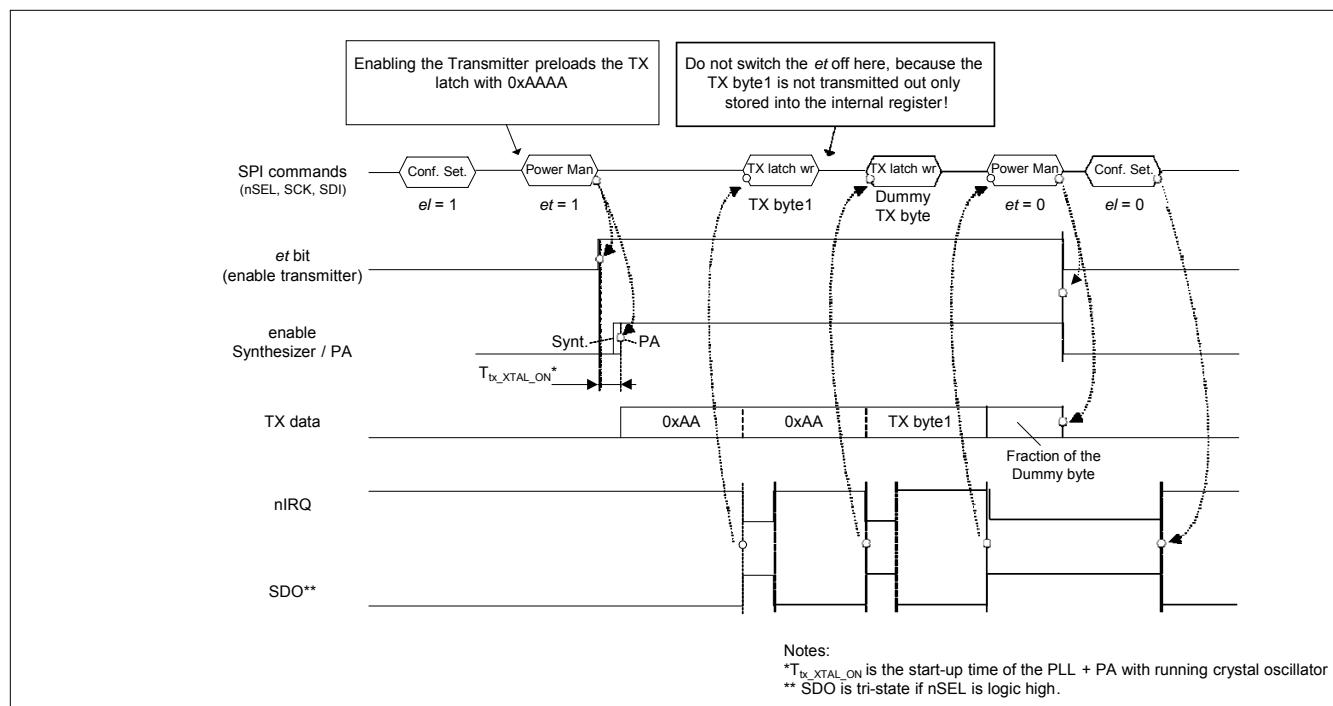 Enabling the Transmitter preloads the TX
latch with 0xAAAA
Do not switch the et off here, because the
TX byte1 is not transmitted out only
stored into the internal register!
SPI commands
(nSEL, SCK, SDI)
Conf. Set.
Power Man
TX latch wr
TX latch wr
Power Man
Conf. Set.
el = 1
et = 1
TX byte1
Dummy
TX byte
et = 0
el = 0
et bit
(enable transmitter)
enable
Synthesizer / PA
Synt.
PA
Ttx_XTAL_ON*
TX data
0xAA
0xAA
TX byte1
Fraction of the
Dummy byte
nIRQ
SDO**
Notes:
*Ttx_XTAL_ON is the start-up time of the PLL + PA with running crystal oscillator
** SDO is tri-state if nSEL is logic high.